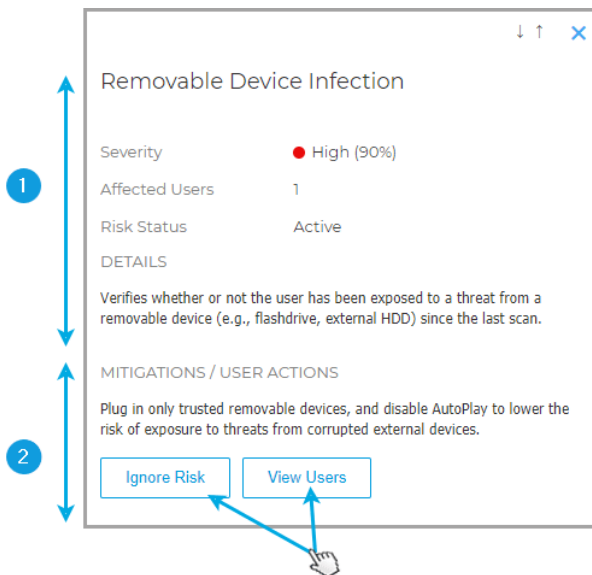 Removable Device Infection
1
Severity High (90%)
Affected Users 1
Risk Status Active
DETAILS
Verifies whether or not the user has been exposed to a threat from a
removable device (e.g., flashdrive, external HDD) since the last scan.
MITIGATIONS / USER ACTIONS
Plug in only trusted removable devices, and disable AutoPlay to lower the
risk of exposure to threats from corrupted external devices.
2
Ignore Risk View Users